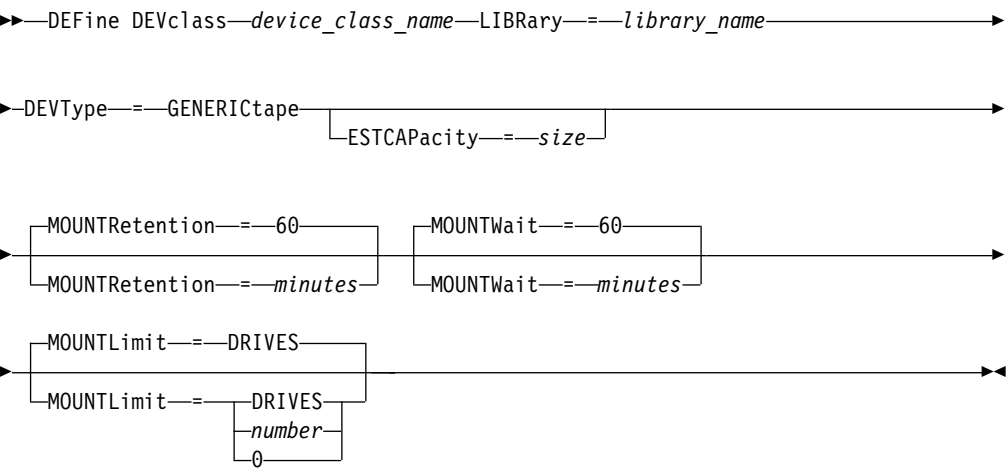 DEFine DEVclass device_class_name LIBRary = library_name
DEVType = GENERICtape
ESTCAPacity = size
MOUNTRetention = 60 MOUNTWait = 60
MOUNTRetention = minutes MOUNTWait = minutes
MOUNTLimit = DRIVES
MOUNTLimit = DRIVES
number
0